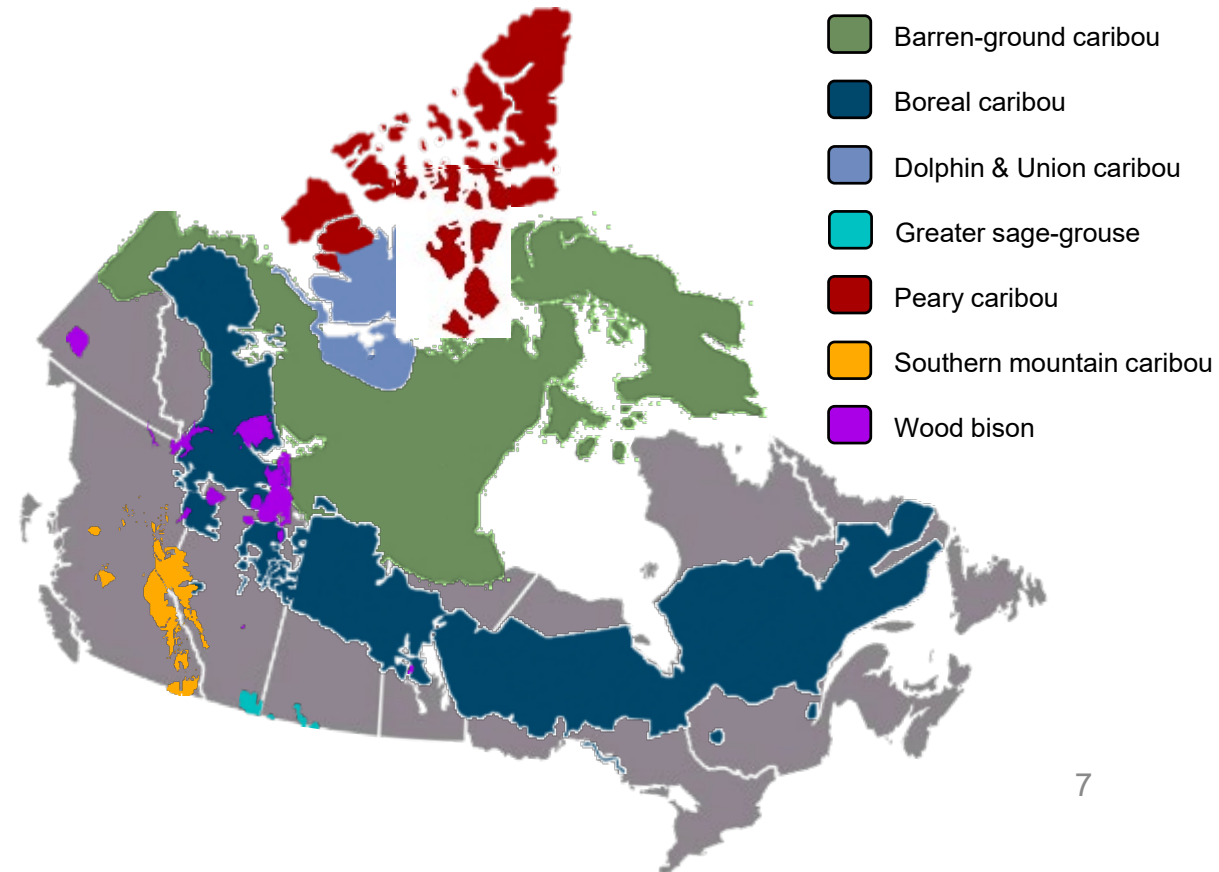 Barren-ground caribou
Boreal caribou
Dolphin & Union caribou
Greater sage-grouse
Peary caribou
Southern mountain caribou
Wood bison
7